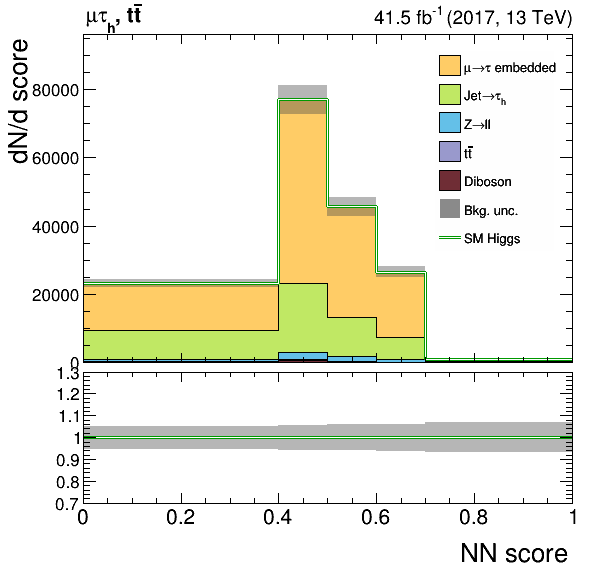 μτh, tt̄
41.5 fb⁻¹ (2017, 13 TeV)
dN/d score
80000
60000
40000
20000
0
μ→τ embedded
Jet→τh
Z→ll
tt̄
Diboson
Bkg. unc.
SM Higgs
1.3
1.2
1.1
1
0.9
0.8
0.7
0 0.2 0.4 0.6 0.8 1
NN score